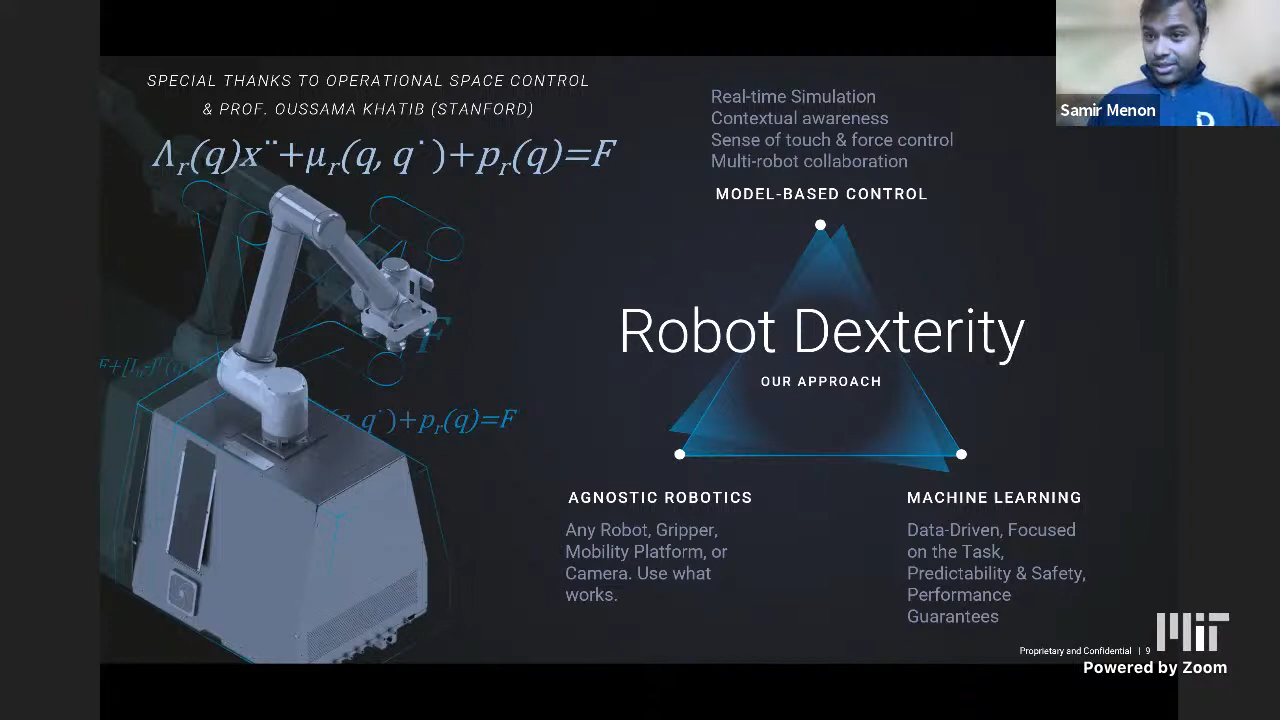 SPECIAL THANKS TO OPERATIONAL SPACE CONTROL
& PROF. OUSSAMA KHATIB (STANFORD)
Λr(q)x¨+μr(q, q˙)+pr(q)=F
Samir Menon
Real-time Simulation
Contextual awareness
Sense of touch & force control
Multi-robot collaboration
MODEL-BASED CONTROL
Robot Dexterity
OUR APPROACH
F
q˙)+pr(q)=F
AGNOSTIC ROBOTICS
Any Robot, Gripper,
Mobility Platform, or
Camera. Use what
works.
MACHINE LEARNING
Data-Driven, Focused
on the Task,
Predictability & Safety,
Performance
Guarantees
Proprietary and Confidential | 9
MIT
Powered by Zoom